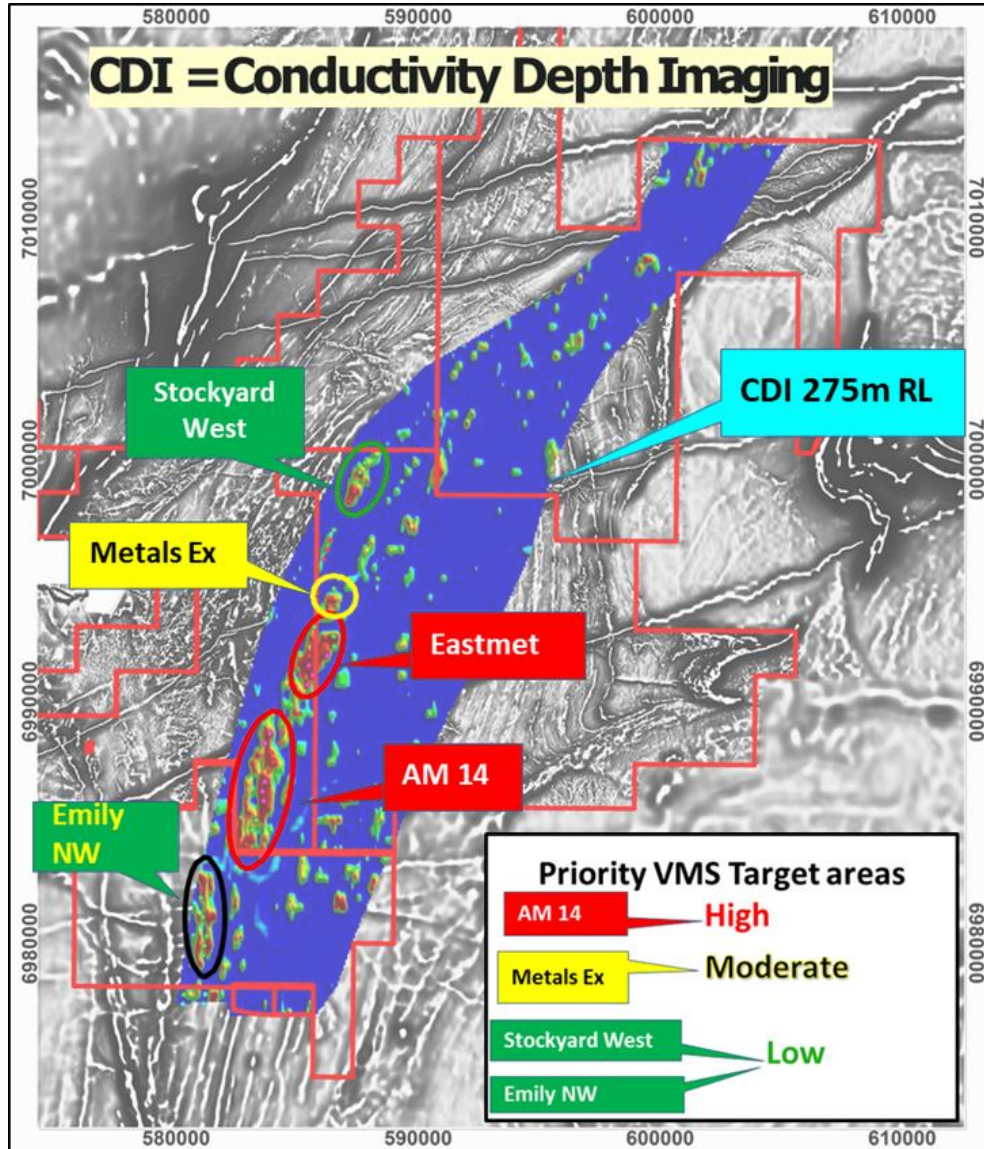 580000 590000 600000 610000
CDI = Conductivity Depth Imaging
7010000
7010000
Stockyard
West
CDI 275m RL
7000000
7000000
Metals Ex
Eastmet
6990000
6990000
AM 14
Emily
NW
Priority VMS Target areas
AM 14
High
Metals Ex
Moderate
Stockyard West
Low
Emily NW
6980000
6980000
580000 590000 600000 610000